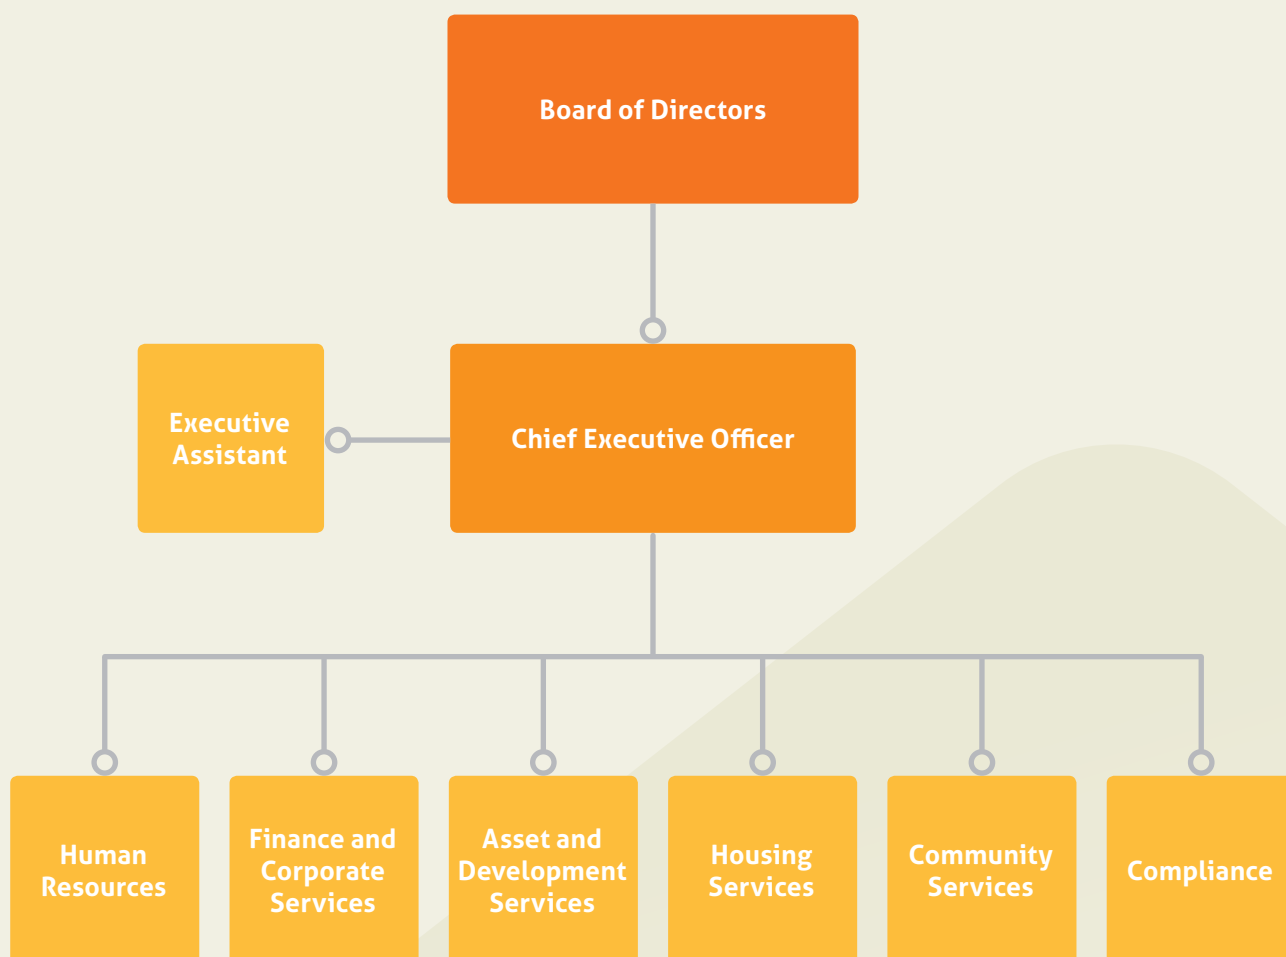 Board of Directors
Executive
Assistant
Chief Executive Officer
Human
Resources
Finance and
Corporate
Services
Asset and
Development
Services
Housing
Services
Community
Services
Compliance